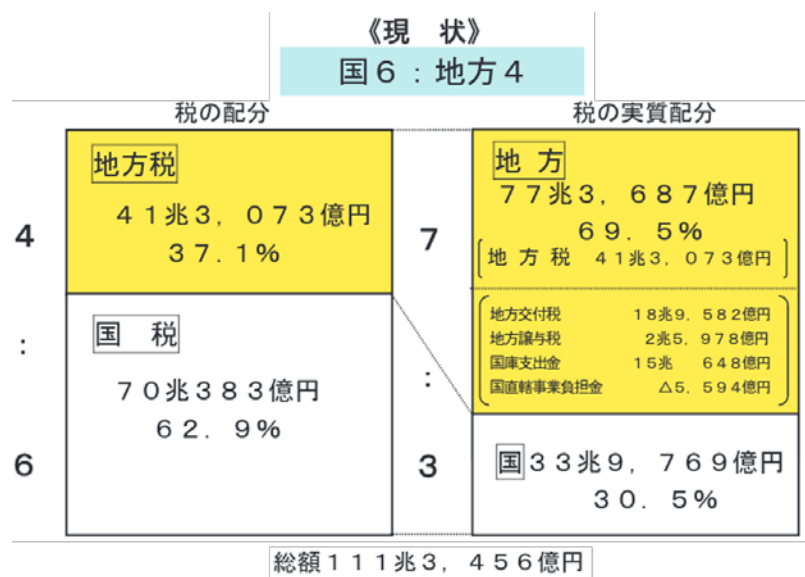 《現　状》
国６：地方４
税の配分
税の実質配分
地方税
４１兆３，０７３億円
３７.１％
4
：
6
国　税
７０兆３８３億円
６２．９％
7
：
3
地 方
７７兆３，６８７億円
６９．５％
地 方 税　４１兆３，０７３億円
地方交付税　１８兆９，５８２億円
地方譲与税　２兆５，９７８億円
国庫支出金　１５兆　６４８億円
国直轄事業負担金　△５，５９４億円
国３３兆９，７６９億円
３０．５％
総額１１１兆３，４５６億円